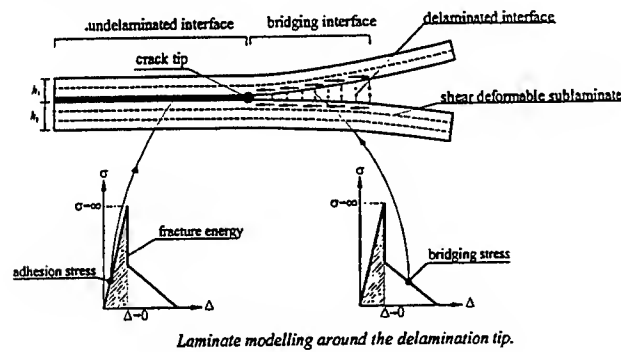 .undelaminated interface
bridging interface
delaminated interface
crack tip
h₁
h₂
shear deformable sublaminate
σ
σ=∞
fracture energy
adhesion stress
Δ=0
Δ
σ
σ=∞
bridging stress
Δ=0
Δ
Laminate modelling around the delamination tip.